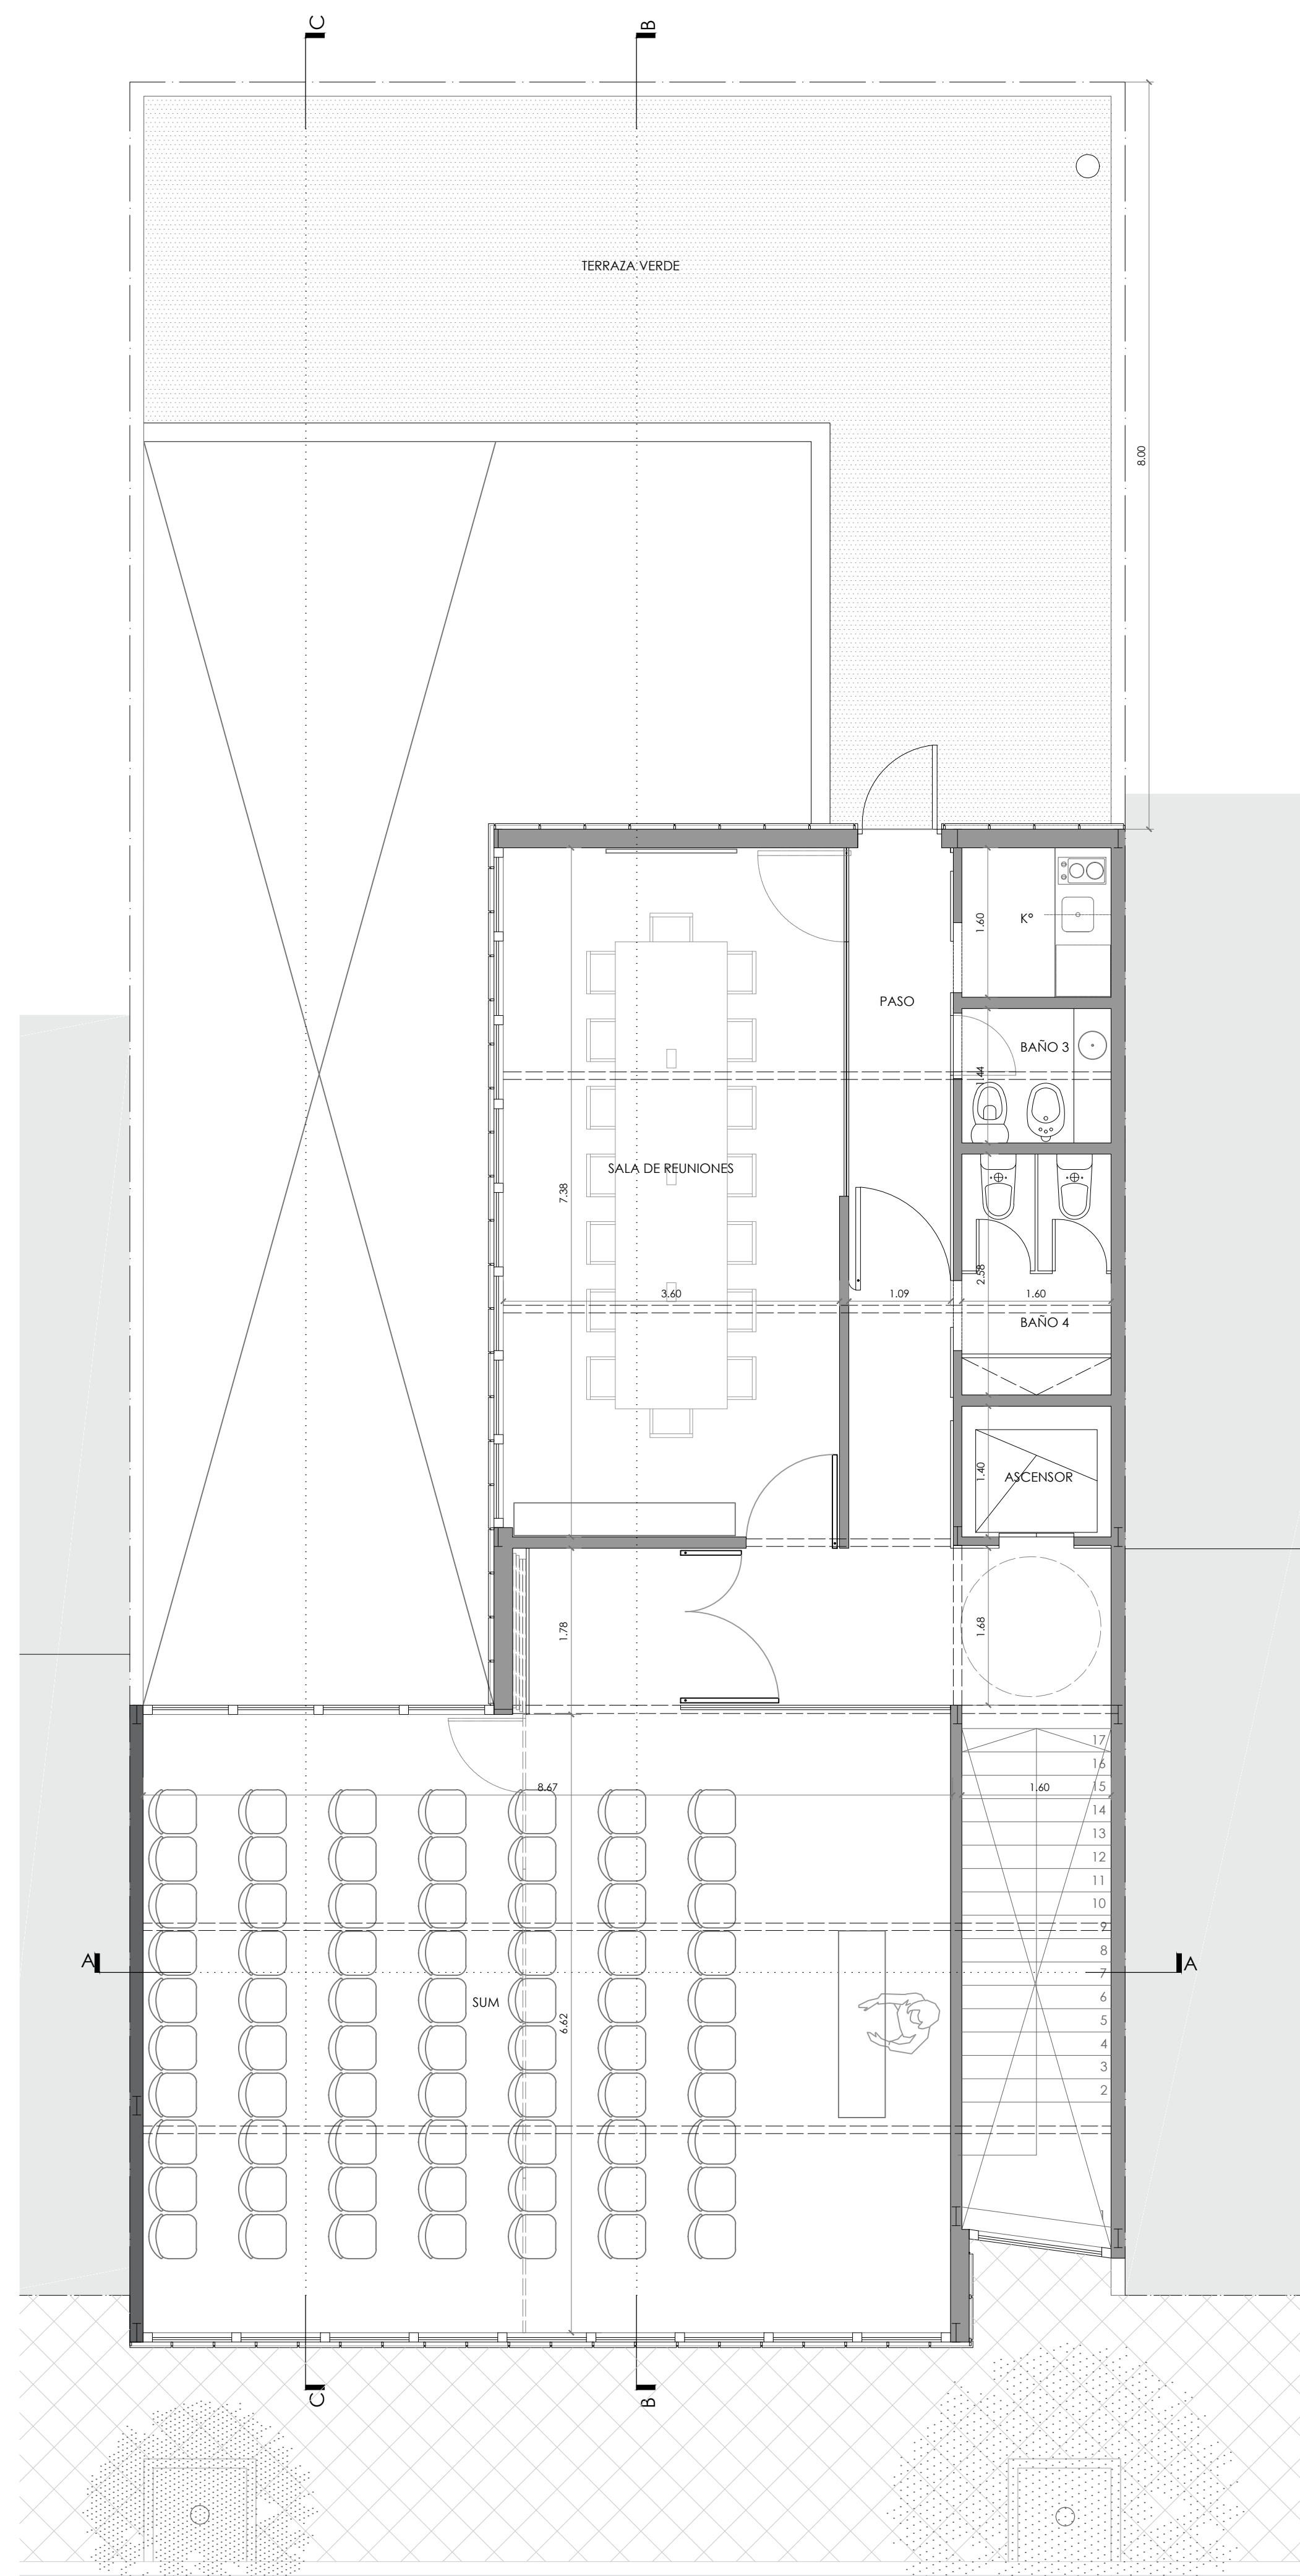 C
B
TERRAZA VERDE
8.00
1.60
K°
PASO
BAÑO 3
1.44
SALA DE REUNIONES
7.38
2.58
3.60
1.09
1.60
BAÑO 4
1.40
ASCENSOR
1.78
1.68
17
16
8.67
1.60
15
14
13
12
11
10
9
8
A
A
7
SUM
6
6.62
5
4
3
2
1
C
B